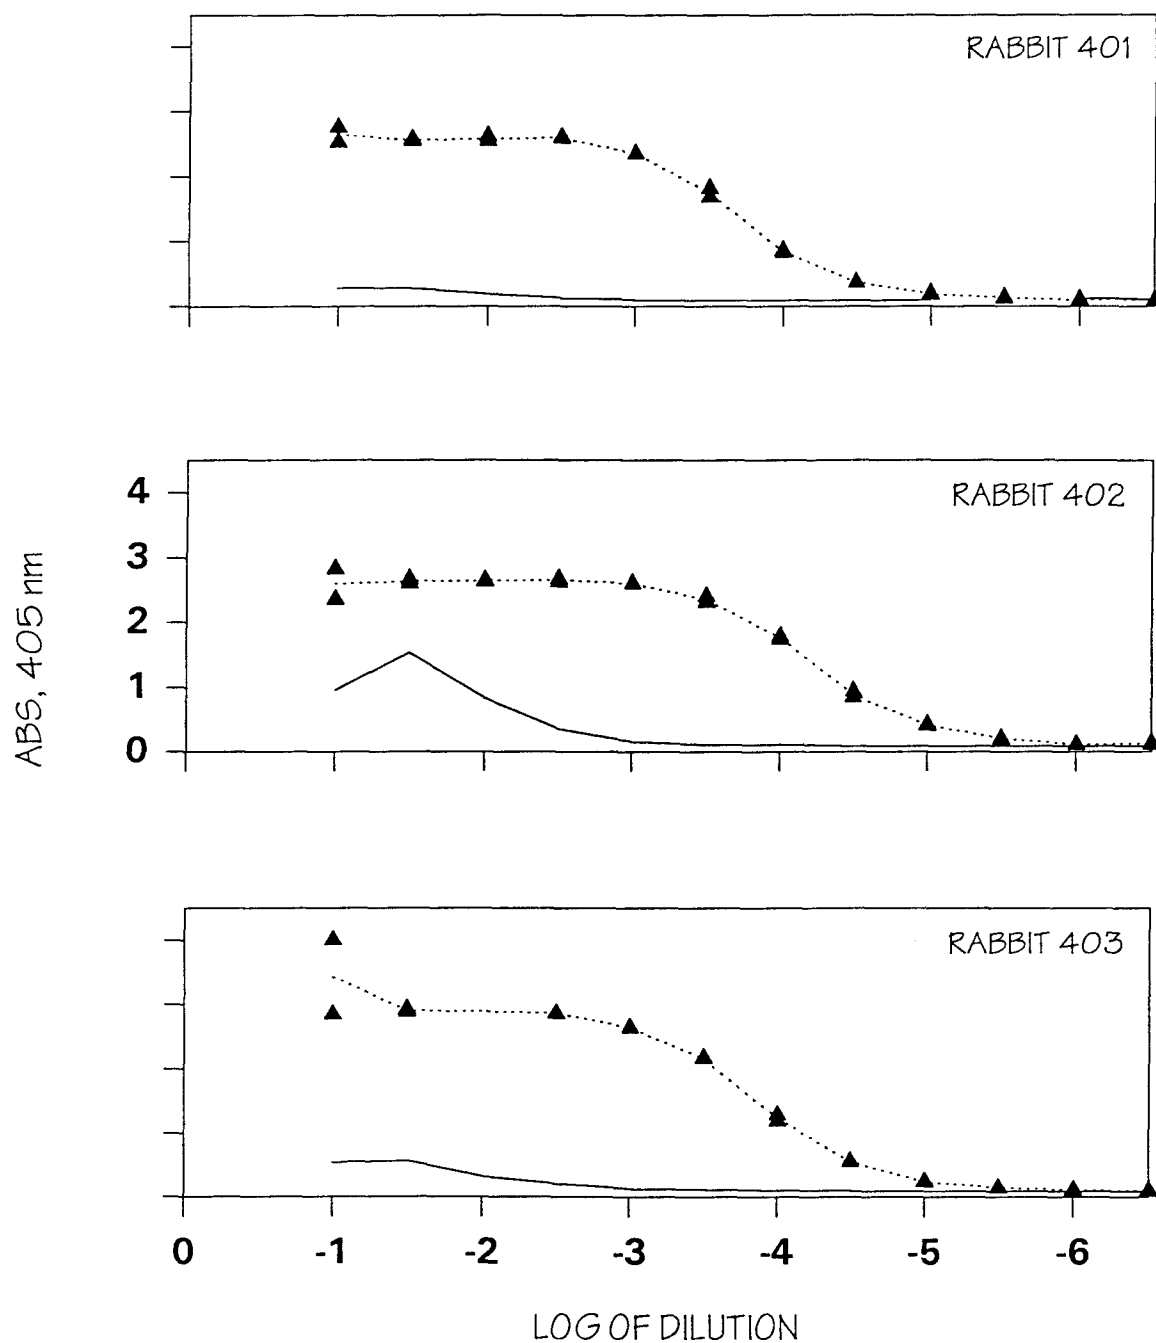 RABBIT 401
RABBIT 402
4
3
2
1
0
ABS, 405 nm
RABBIT 403
0 -1 -2 -3 -4 -5 -6
LOG OF DILUTION